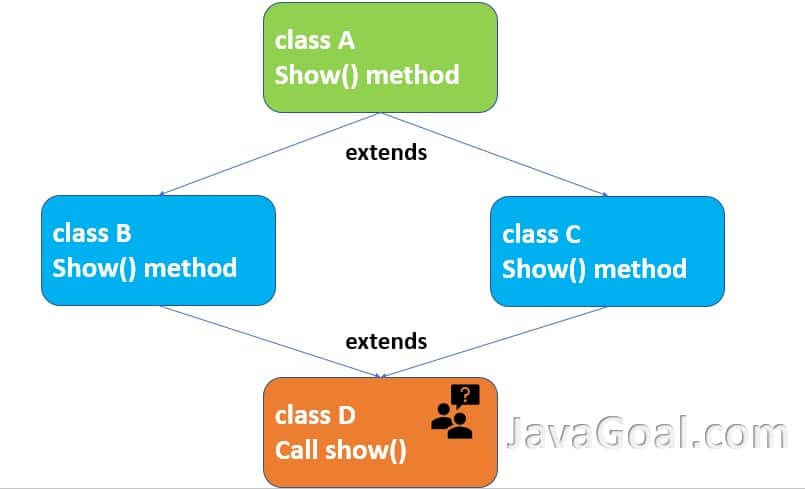 class A
Show() method
extends
class B
Show() method
class C
Show() method
extends
class D
Call show()
?
JavaGoal.com